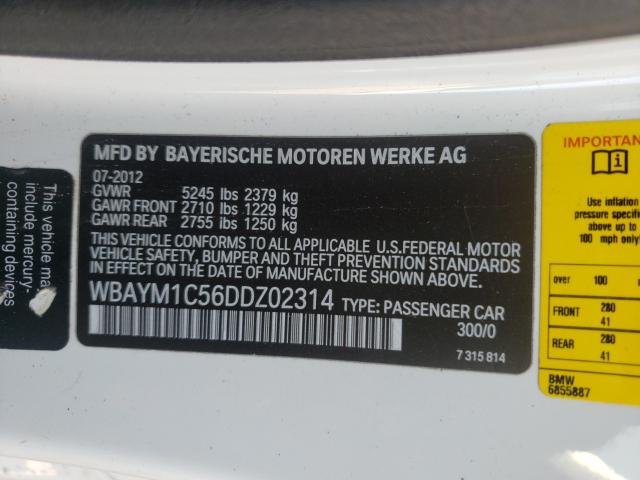 This vehicle ma
include mercury-
containing devices.
MFD BY BAYERISCHE MOTOREN WERKE AG
07-2012
GVWR 5245 lbs 2379 kg
GAWR FRONT 2710 lbs 1229 kg
GAWR REAR 2755 lbs 1250 kg
THIS VEHICLE CONFORMS TO ALL APPLICABLE U.S.FEDERAL MOTOR
VEHICLE SAFETY, BUMPER, AND THEFT PREVENTION STANDARDS
IN EFFECT ON THE DATE OF MANUFACTURE SHOWN ABOVE.
WBAYM1C56DDZ02314 TYPE: PASSENGER CAR
300/0
7 315 814
IMPORTAN
i
Use inflation
pressure specifi
above up to
100 mph only!
over 100
FRONT 280
41
REAR 280
41
BMW
6855887